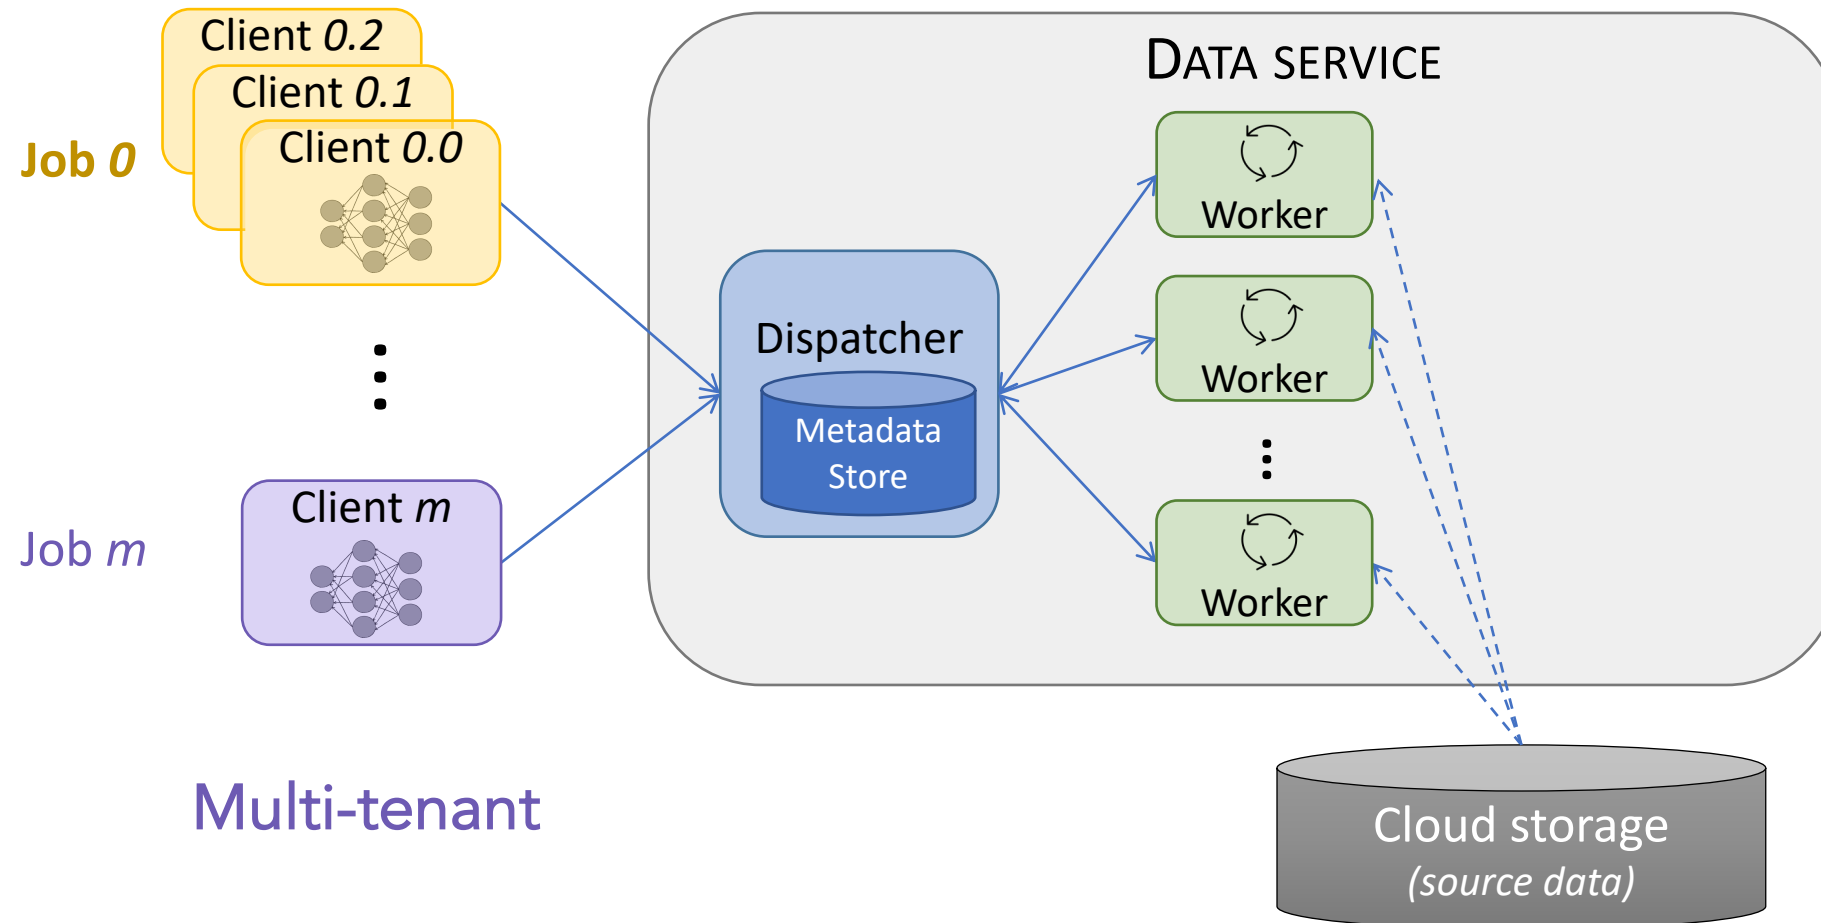 Client 0.2
Client 0.1
Client 0.0
Job 0
Client m
Job m
Multi-tenant
DATA SERVICE
Dispatcher
Metadata
Store
Worker
Worker
Worker
Cloud storage
(source data)